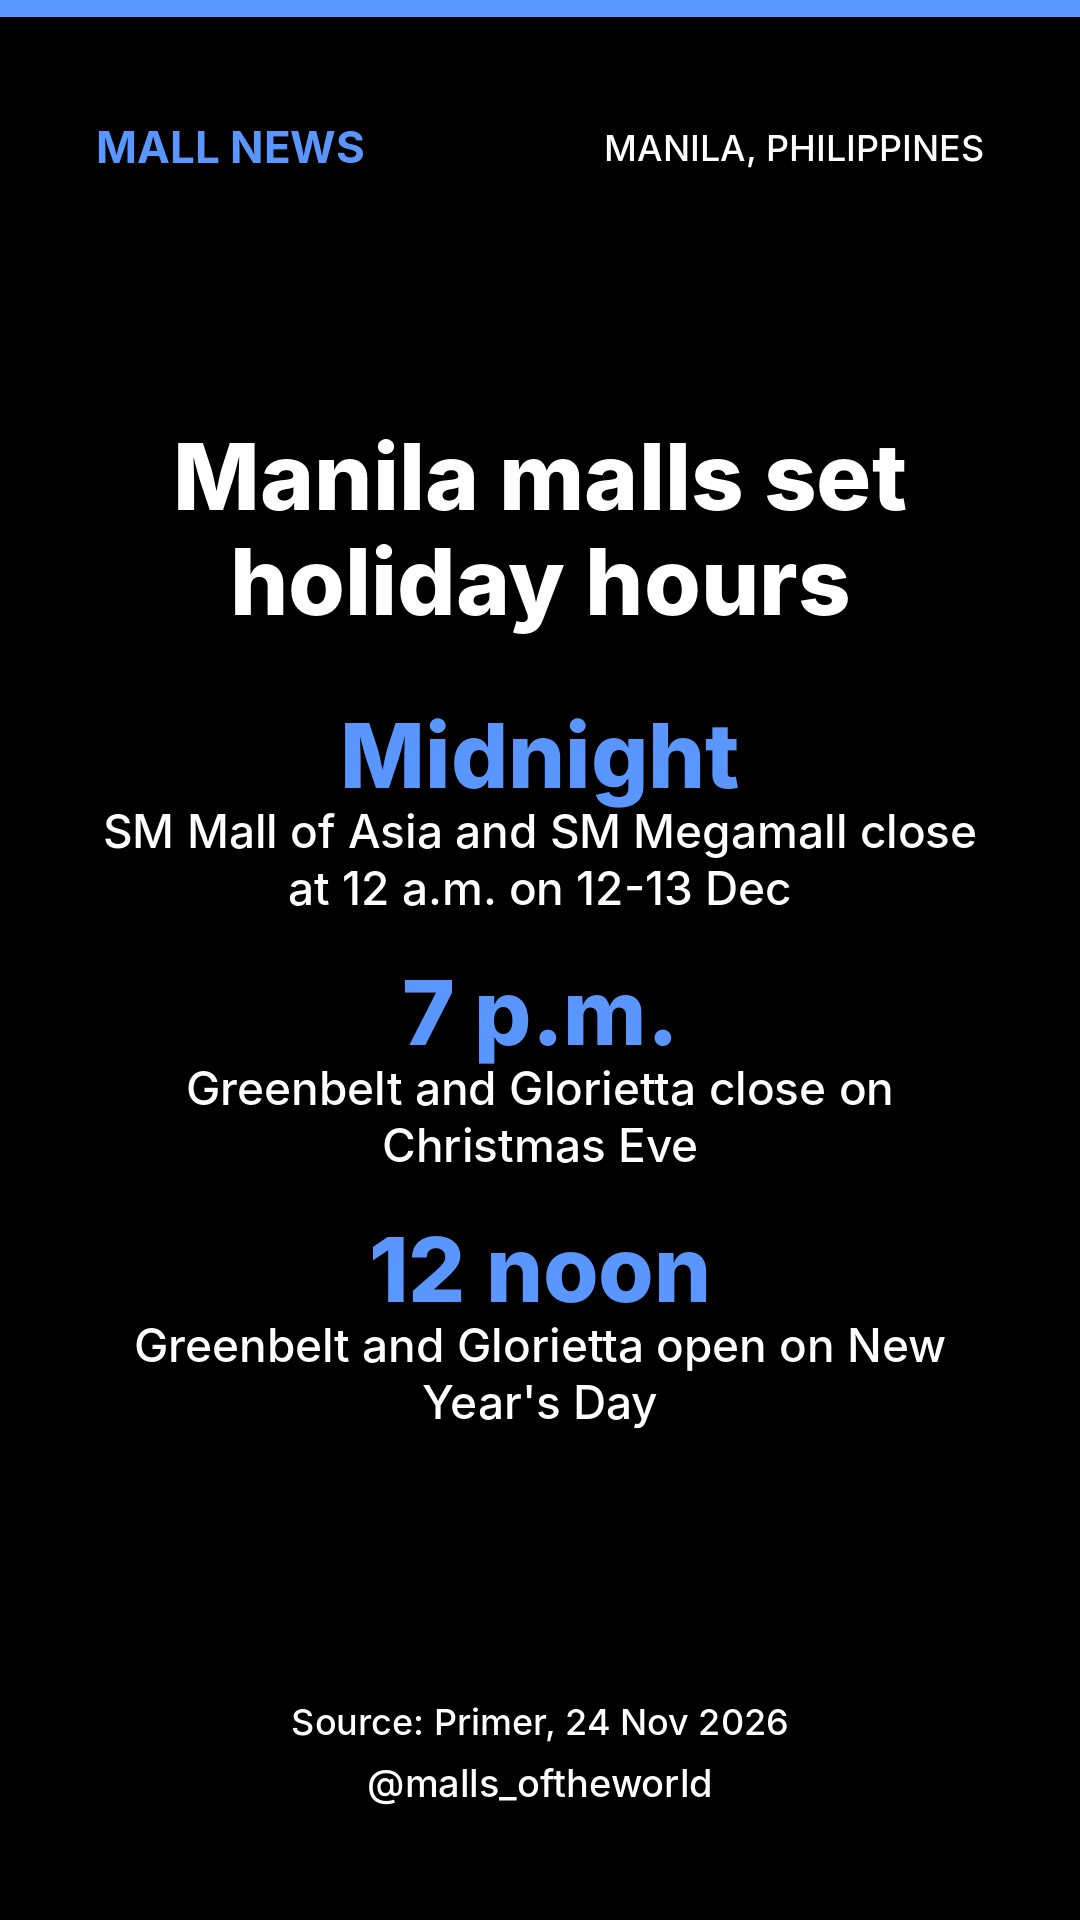 MALL NEWS
MANILA, PHILIPPINES
Manila malls set
holiday hours
Midnight
SM Mall of Asia and SM Megamall close
at 12 a.m. on 12-13 Dec
7 p.m.
Greenbelt and Glorietta close on
Christmas Eve
12 noon
Greenbelt and Glorietta open on New
Year's Day
Source: Primer, 24 Nov 2026
@malls_oftheworld